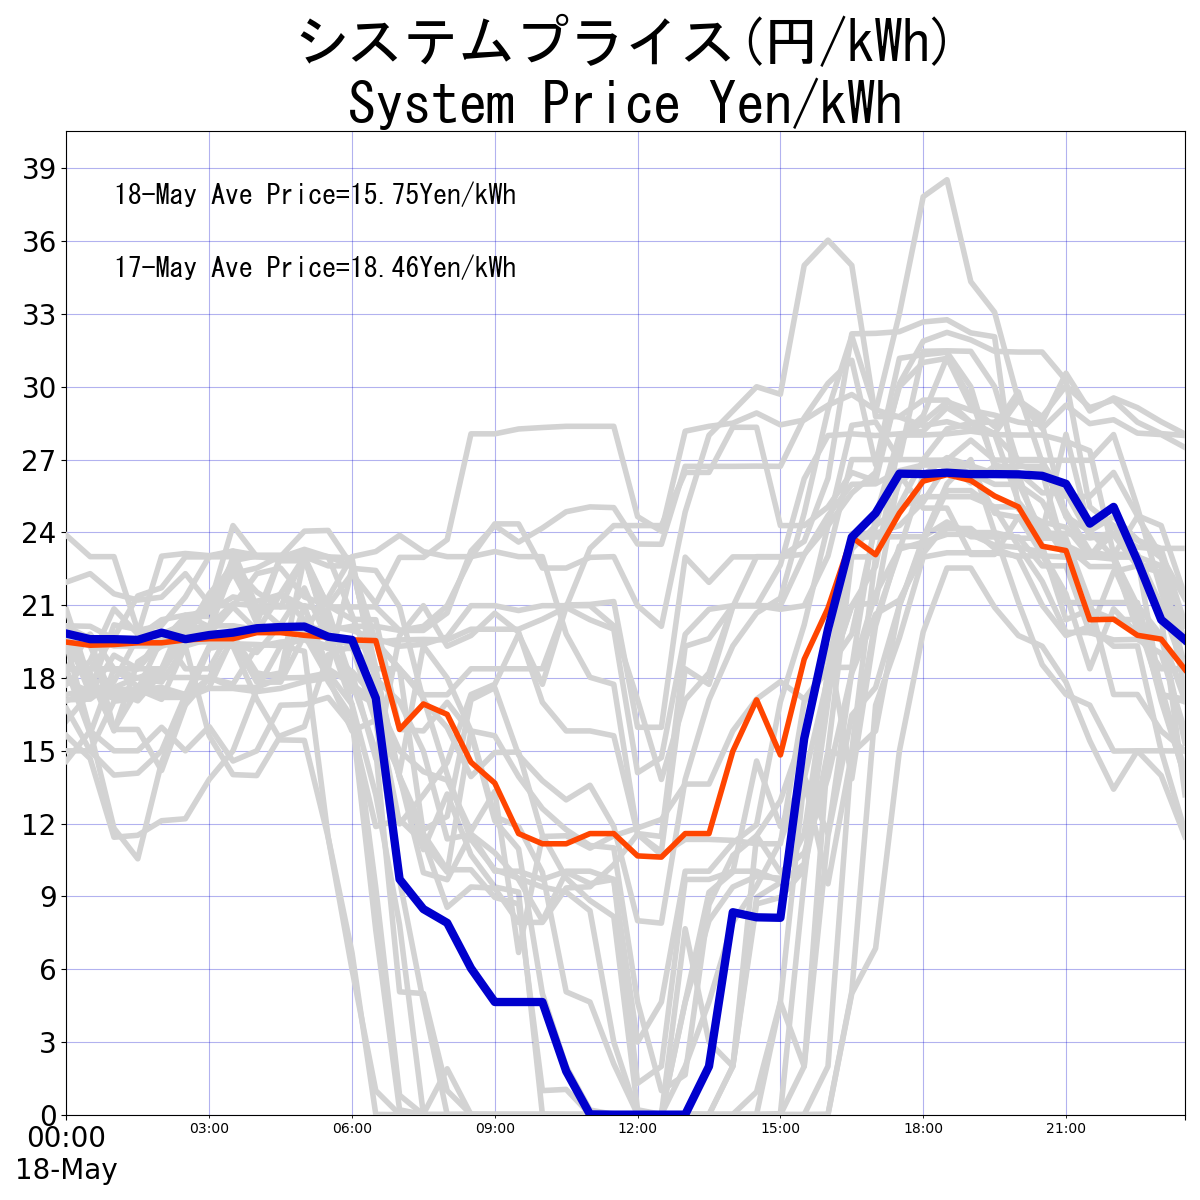 システムプライス(円/kWh)
System Price Yen/kWh
39
18-May Ave Price=15.75Yen/kWh
36
17-May Ave Price=18.46Yen/kWh
33
30
27
24
21
18
15
12
9
6
3
0
00:00 03:00 06:00 09:00 12:00 15:00 18:00 21:00
18-May